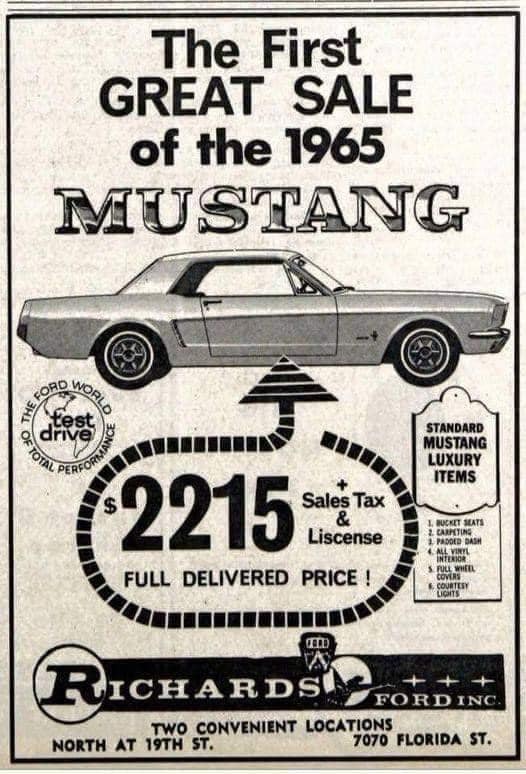 The First
GREAT SALE
of the 1965
MUSTANG
test drive THE FORD WORLD OF TOTAL PERFORMANCE
$2215 + Sales Tax & Liscense
FULL DELIVERED PRICE !
STANDARD
MUSTANG
LUXURY
ITEMS
1. BUCKET SEATS
2. CARPETING
3. PADDED DASH
4. ALL VINYL
INTERIOR
5. FULL WHEEL
COVERS
6. COURTESY
LIGHTS
FORD
RICHARDS
FORD INC.
TWO CONVENIENT LOCATIONS
NORTH AT 19TH ST. 7070 FLORIDA ST.